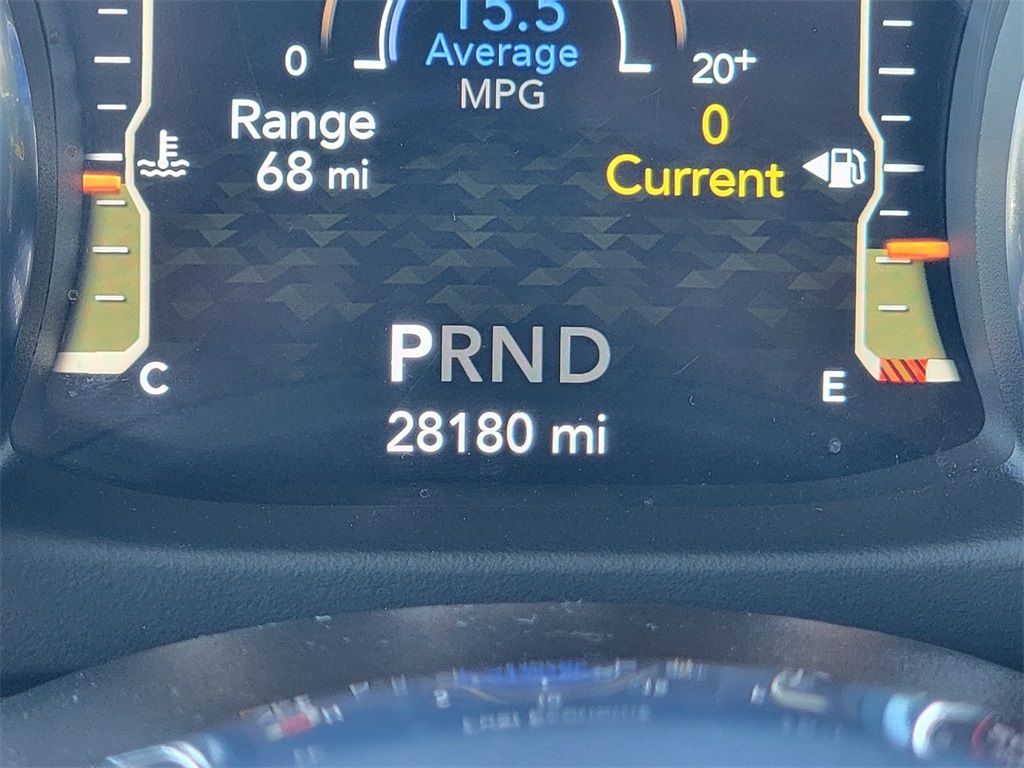 15.5
Average
MPG
0
20+
Range
68 mi
0
Current
PRND
28180 mi
C
E